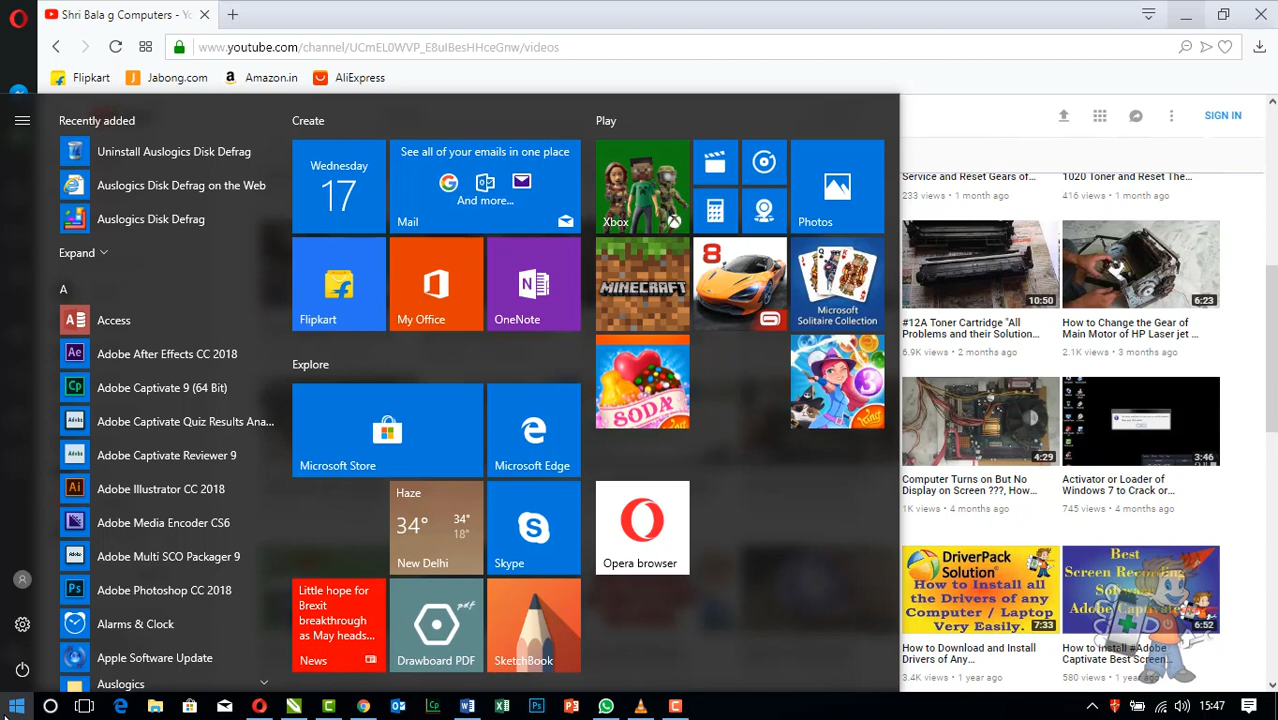 Shri Bala g Computers - Yo
www.youtube.com/channel/UCmEL0WVP_E8uIBesHHceGnw/videos
Flipkart
Jabong.com
Amazon.in
AliExpress
SIGN IN
Recently added
Uninstall Auslogics Disk Defrag
Auslogics Disk Defrag on the Web
Auslogics Disk Defrag
Expand
A
Access
Adobe After Effects CC 2018
Adobe Captivate 9 (64 Bit)
Adobe Captivate Quiz Results Ana...
Adobe Captivate Reviewer 9
Adobe Illustrator CC 2018
Adobe Media Encoder CS6
Adobe Multi SCO Packager 9
Adobe Photoshop CC 2018
Alarms & Clock
Apple Software Update
Auslogics
Create
Wednesday
17
See all of your emails in one place
And more...
Mail
Flipkart
My Office
OneNote
Explore
Microsoft Store
Microsoft Edge
Haze
34°
34°
18°
New Delhi
Skype
Little hope for
Brexit
breakthrough
as May heads...
News
Drawboard PDF
SketchBook
Play
Xbox
Photos
MINECRAFT
8
Microsoft
Solitaire Collection
SODA
3
Opera browser
Service and Reset Gears of...
233 views • 1 month ago
1020 Toner and Reset The...
416 views • 1 month ago
10:50
#12A Toner Cartridge "All
Problems and their Solution...
6.9K views • 2 months ago
6:23
How to Change the Gear of
Main Motor of HP Laser jet ...
2.1K views • 3 months ago
4:29
Computer Turns on But No
Display on Screen ???, How...
1K views • 4 months ago
3:46
Activator or Loader of
Windows 7 to Crack or...
745 views • 4 months ago
DriverPack
Solution
How to Install all
the Drivers of any
Computer / Laptop
Very Easily.
7:33
How to Download and Install
Drivers of Any...
3.4K views • 1 year ago
Best
Screen Recording
Software
Adobe Captivate
6:52
How to Install #Adobe
Captivate Best Screen...
580 views • 1 year ago
15:47